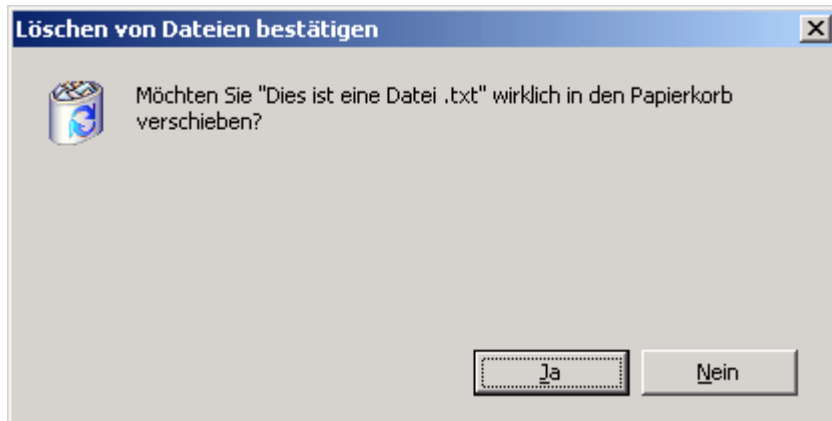 Löschen von Dateien bestätigen
Möchten Sie "Dies ist eine Datei .txt" wirklich in den Papierkorb
verschieben?
Ja
Nein